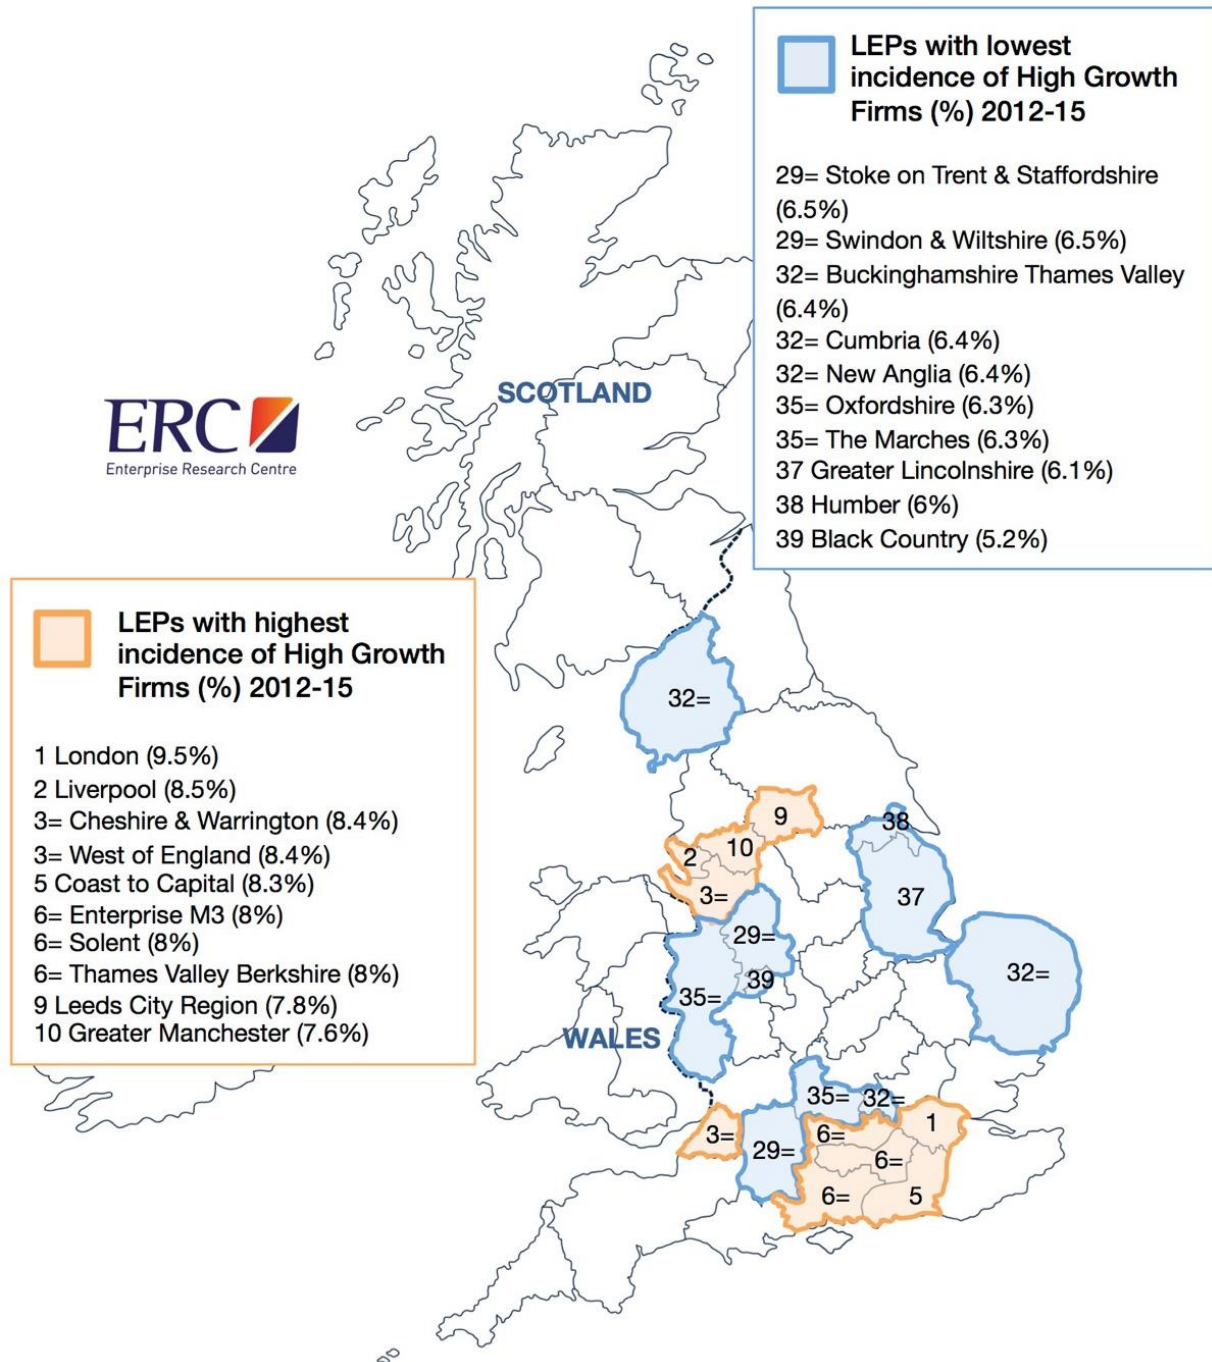 LEPs with lowest
incidence of High Growth
Firms (%) 2012-15
29= Stoke on Trent & Staffordshire
(6.5%)
29= Swindon & Wiltshire (6.5%)
32= Buckinghamshire Thames Valley
(6.4%)
32= Cumbria (6.4%)
32= New Anglia (6.4%)
35= Oxfordshire (6.3%)
35= The Marches (6.3%)
37 Greater Lincolnshire (6.1%)
38 Humber (6%)
39 Black Country (5.2%)
SCOTLAND
ERC
Enterprise Research Centre
LEPs with highest
incidence of High Growth
Firms (%) 2012-15
1 London (9.5%)
2 Liverpool (8.5%)
3= Cheshire & Warrington (8.4%)
3= West of England (8.4%)
5 Coast to Capital (8.3%)
6= Enterprise M3 (8%)
6= Solent (8%)
6= Thames Valley Berkshire (8%)
9 Leeds City Region (7.8%)
10 Greater Manchester (7.6%)
32=
9
38
10
2
3=
37
29=
39
32=
35=
WALES
35=
32=
1
3=
6=
29=
6=
6=
5